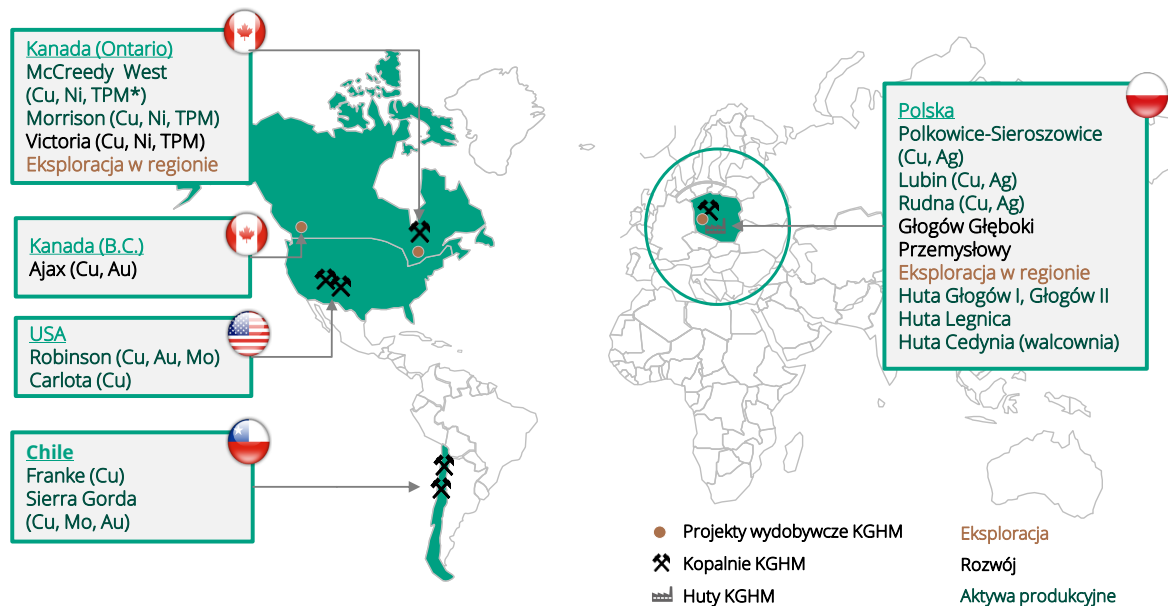 Kanada (Ontario)
McCreedy West
(Cu, Ni, TPM*)
Morrison (Cu, Ni, TPM)
Victoria (Cu, Ni, TPM)
Eksploracja w regionie
Kanada (B.C.)
Ajax (Cu, Au)
USA
Robinson (Cu, Au, Mo)
Carlota (Cu)
Chile
Franke (Cu)
Sierra Gorda
(Cu, Mo, Au)
Polska
Polkowice-Sieroszowice
(Cu, Ag)
Lubin (Cu, Ag)
Rudna (Cu, Ag)
Głogów Głęboki
Przemysłowy
Eksploracja w regionie
Huta Głogów I, Głogów II
Huta Legnica
Huta Cedynia (walcownia)
Projekty wydobywcze KGHM
Kopalnie KGHM
Huty KGHM
Eksploracja
Rozwój
Aktywa produkcyjne